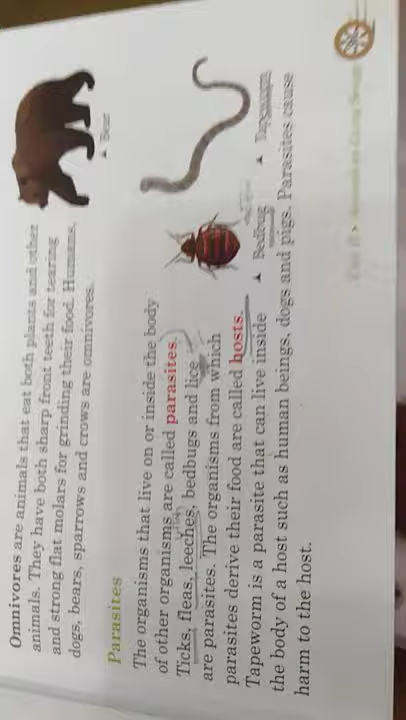 Omnivores are animals that eat both plants and other
animals. They have both sharp front teeth for tearing
and strong flat molars for grinding their food. Humans,
dogs, bears, sparrows and crows are omnivores.
Bear
Parasites
The organisms that live on or inside the body
of other organisms are called parasites.
Ticks, fleas, leeches, bedbugs and lice
are parasites. The organisms from which
parasites derive their food are called hosts.
Bedbug
Tapeworm
Tapeworm is a parasite that can live inside
the body of a host such as human beings, dogs and pigs. Parasites cause
harm to the host.